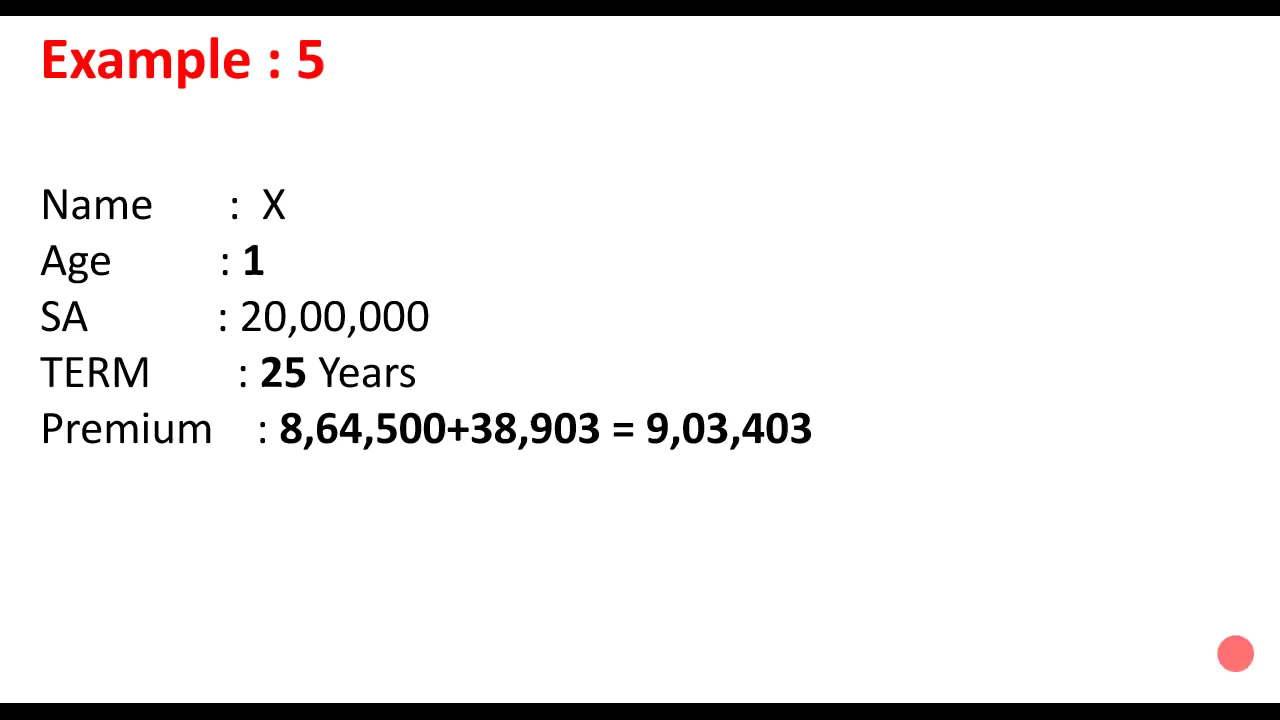 Example : 5
Name : X
Age : 1
SA : 20,00,000
TERM : 25 Years
Premium : 8,64,500+38,903 = 9,03,403